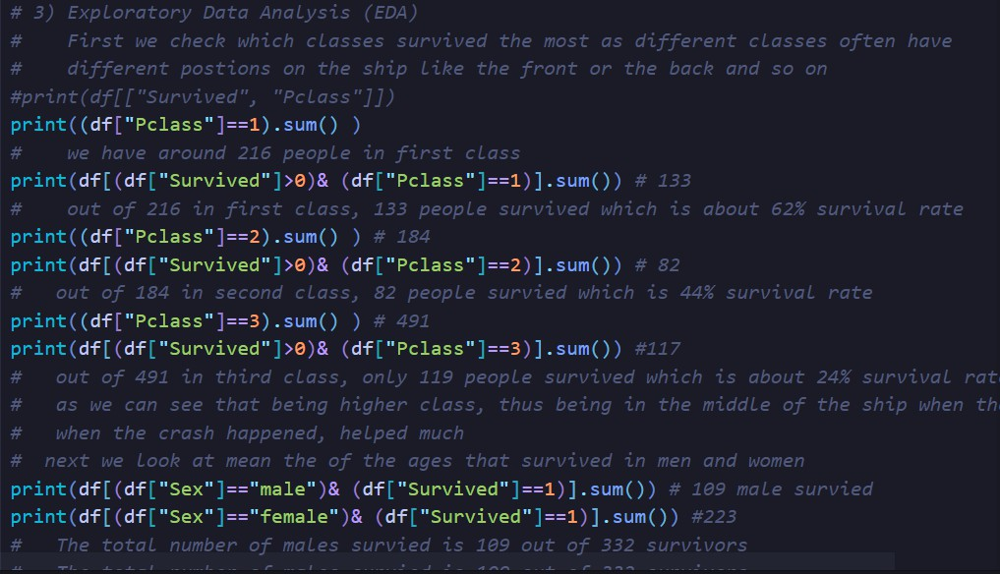 # 3) Exploratory Data Analysis (EDA)
#    First we check which classes survived the most as different classes often have
#    different postions on the ship like the front or the back and so on
#print(df[["Survived", "Pclass"]])
print((df["Pclass"]==1).sum() )
#    we have around 216 people in first class
print(df[(df["Survived"]>0)& (df["Pclass"]==1)].sum()) # 133
#    out of 216 in first class, 133 people survived which is about 62% survival rate
print((df["Pclass"]==2).sum() ) # 184
print(df[(df["Survived"]>0)& (df["Pclass"]==2)].sum()) # 82
#   out of 184 in second class, 82 people survied which is 44% survival rate
print((df["Pclass"]==3).sum() ) # 491
print(df[(df["Survived"]>0)& (df["Pclass"]==3)].sum()) #117
#   out of 491 in third class, only 119 people survived which is about 24% survival rat
#   as we can see that being higher class, thus being in the middle of the ship when th
#   when the crash happened, helped much
#  next we look at mean the of the ages that survived in men and women
print(df[(df["Sex"]=="male")& (df["Survived"]==1)].sum()) # 109 male survied
print(df[(df["Sex"]=="female")& (df["Survived"]==1)].sum()) #223
#   The total number of males survied is 109 out of 332 survivors